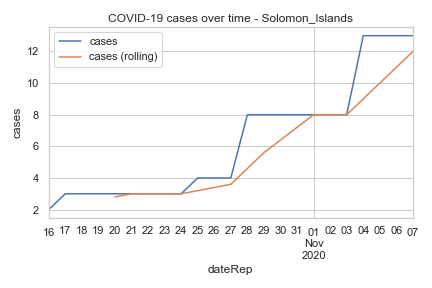 COVID-19 cases over time - Solomon_Islands
cases
cases (rolling)
cases
12
10
8
6
4
2
16 17 18 19 20 21 22 23 24 25 26 27 28 29 30 31 01 02 03 04 05 06 07
Nov
2020
dateRep